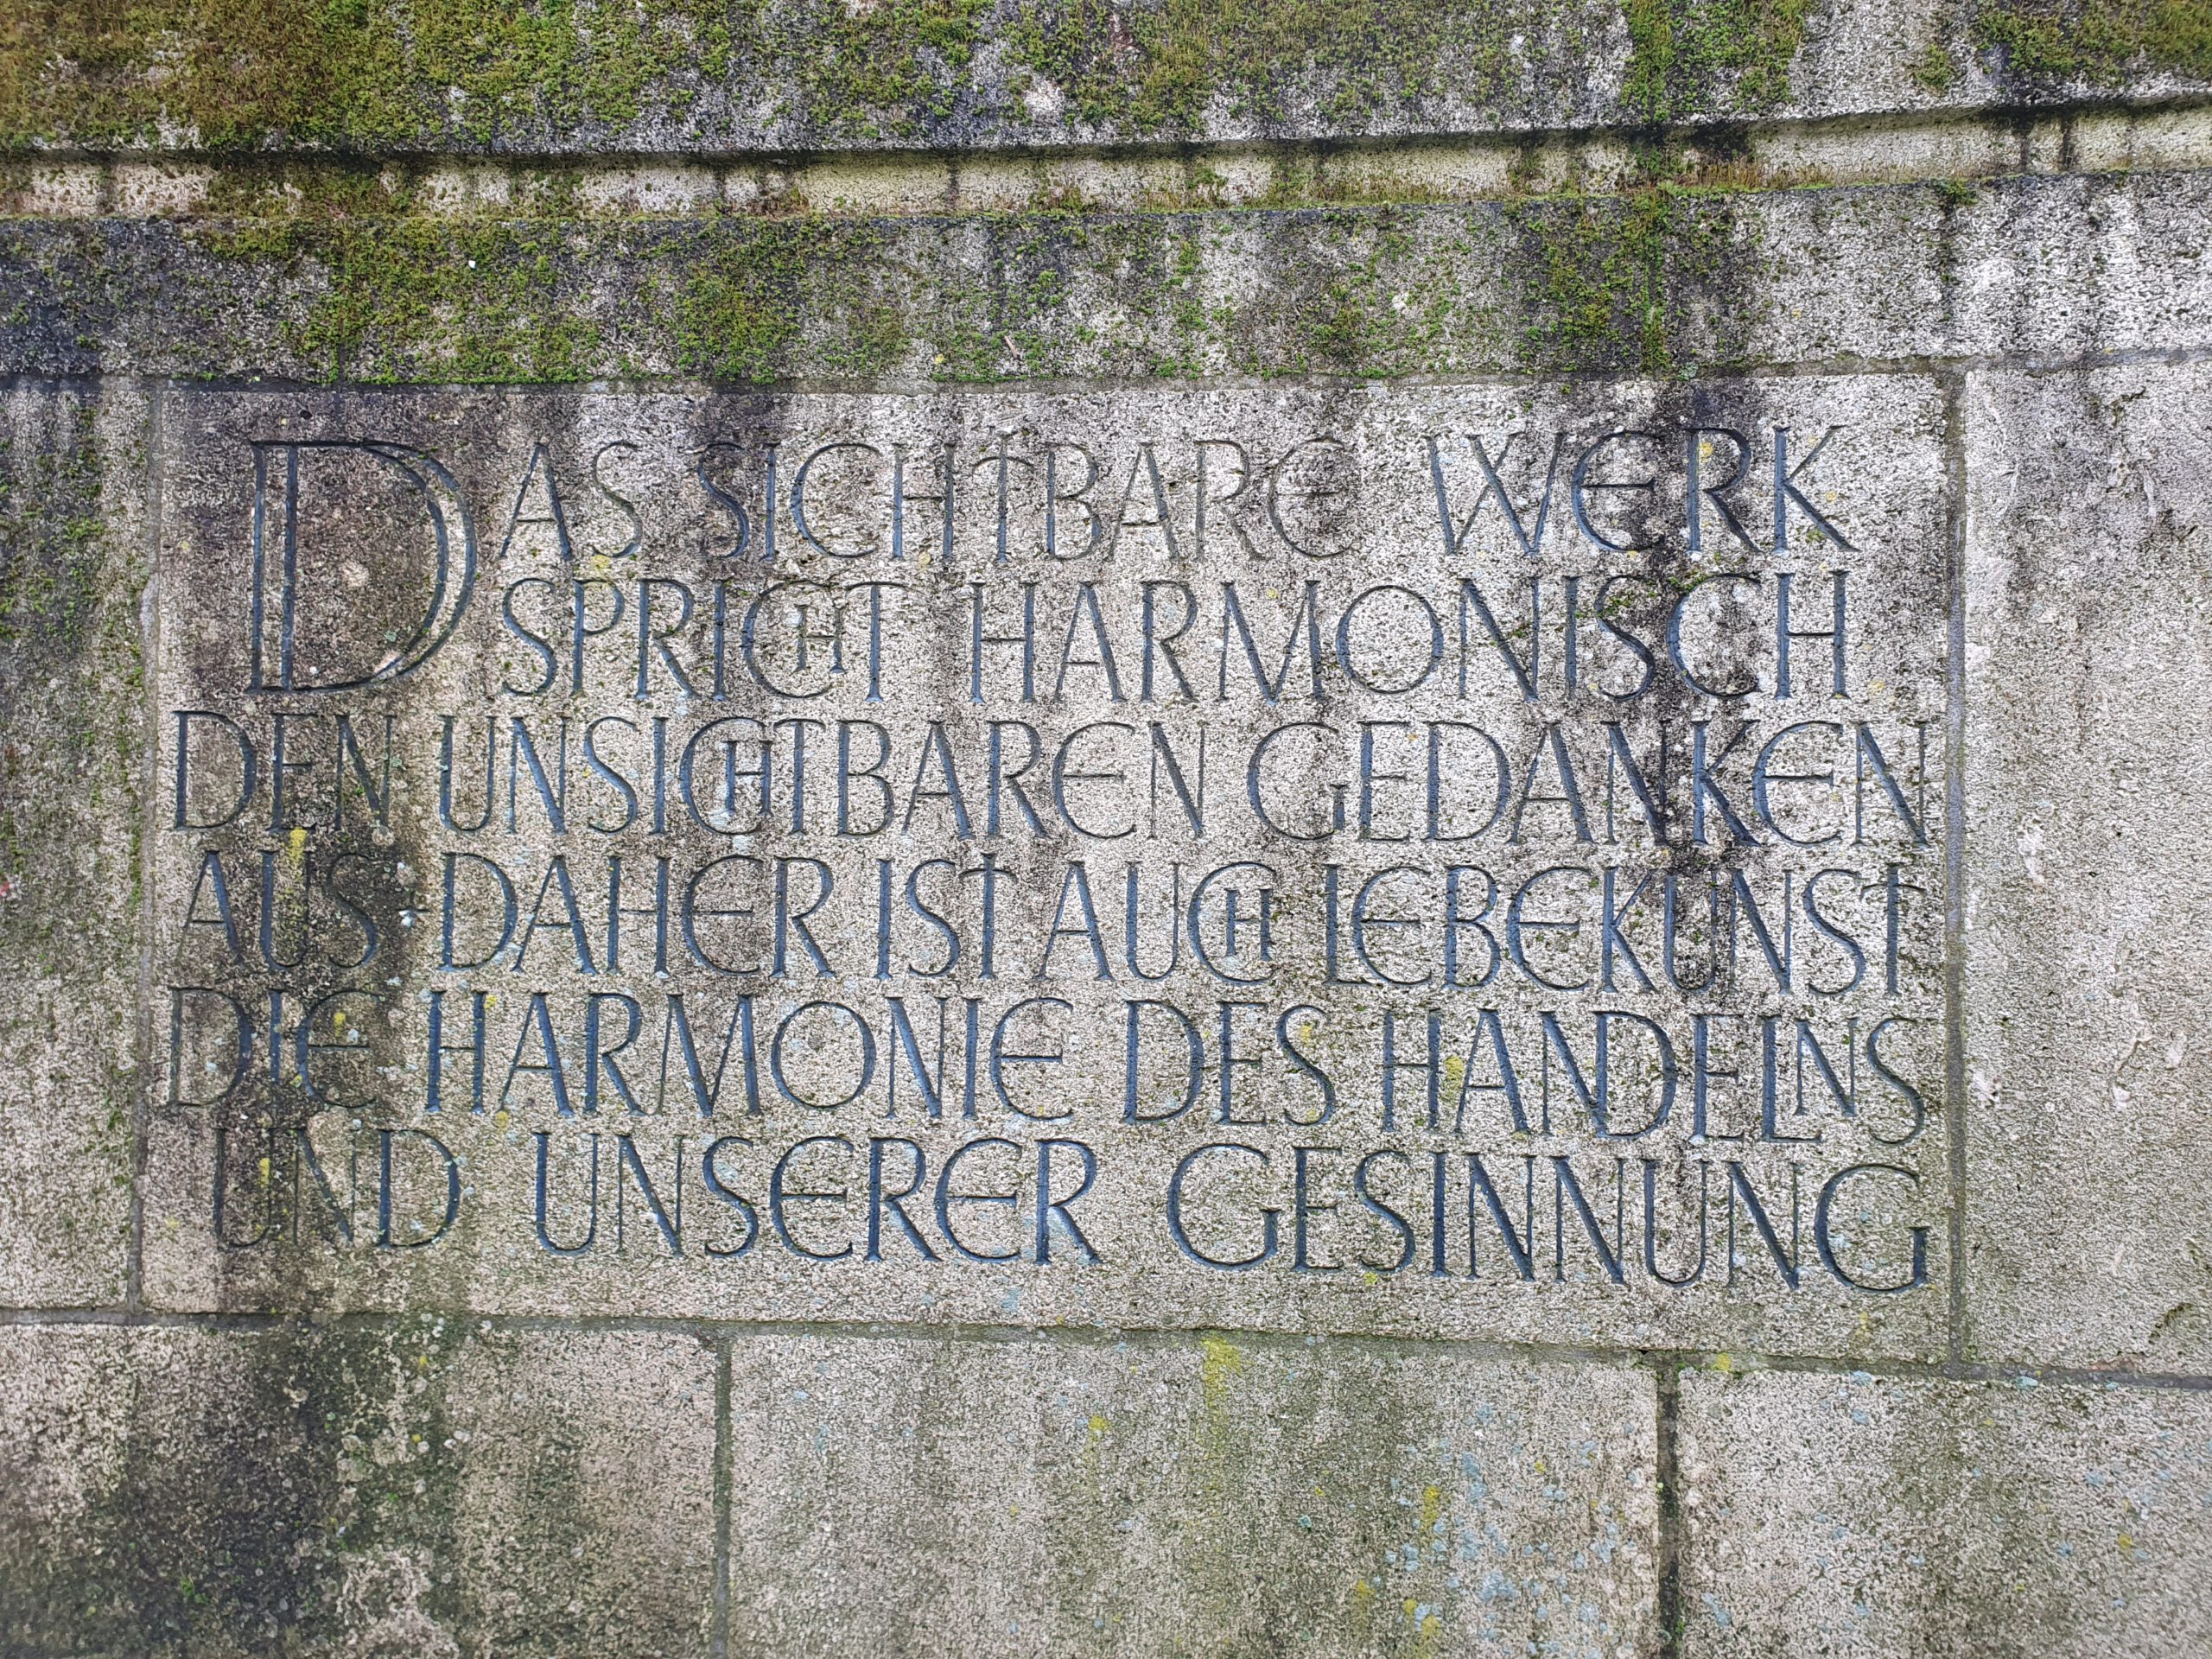 DAS SICHTBARE WERK
SPRICHT HARMONISCH
DEN UNSICHTBAREN GEDANKEN
AUS · DAHER IST AUCH LEBEKUNST
DIE HARMONIE DES HANDELNS
UND UNSERER GESINNUNG